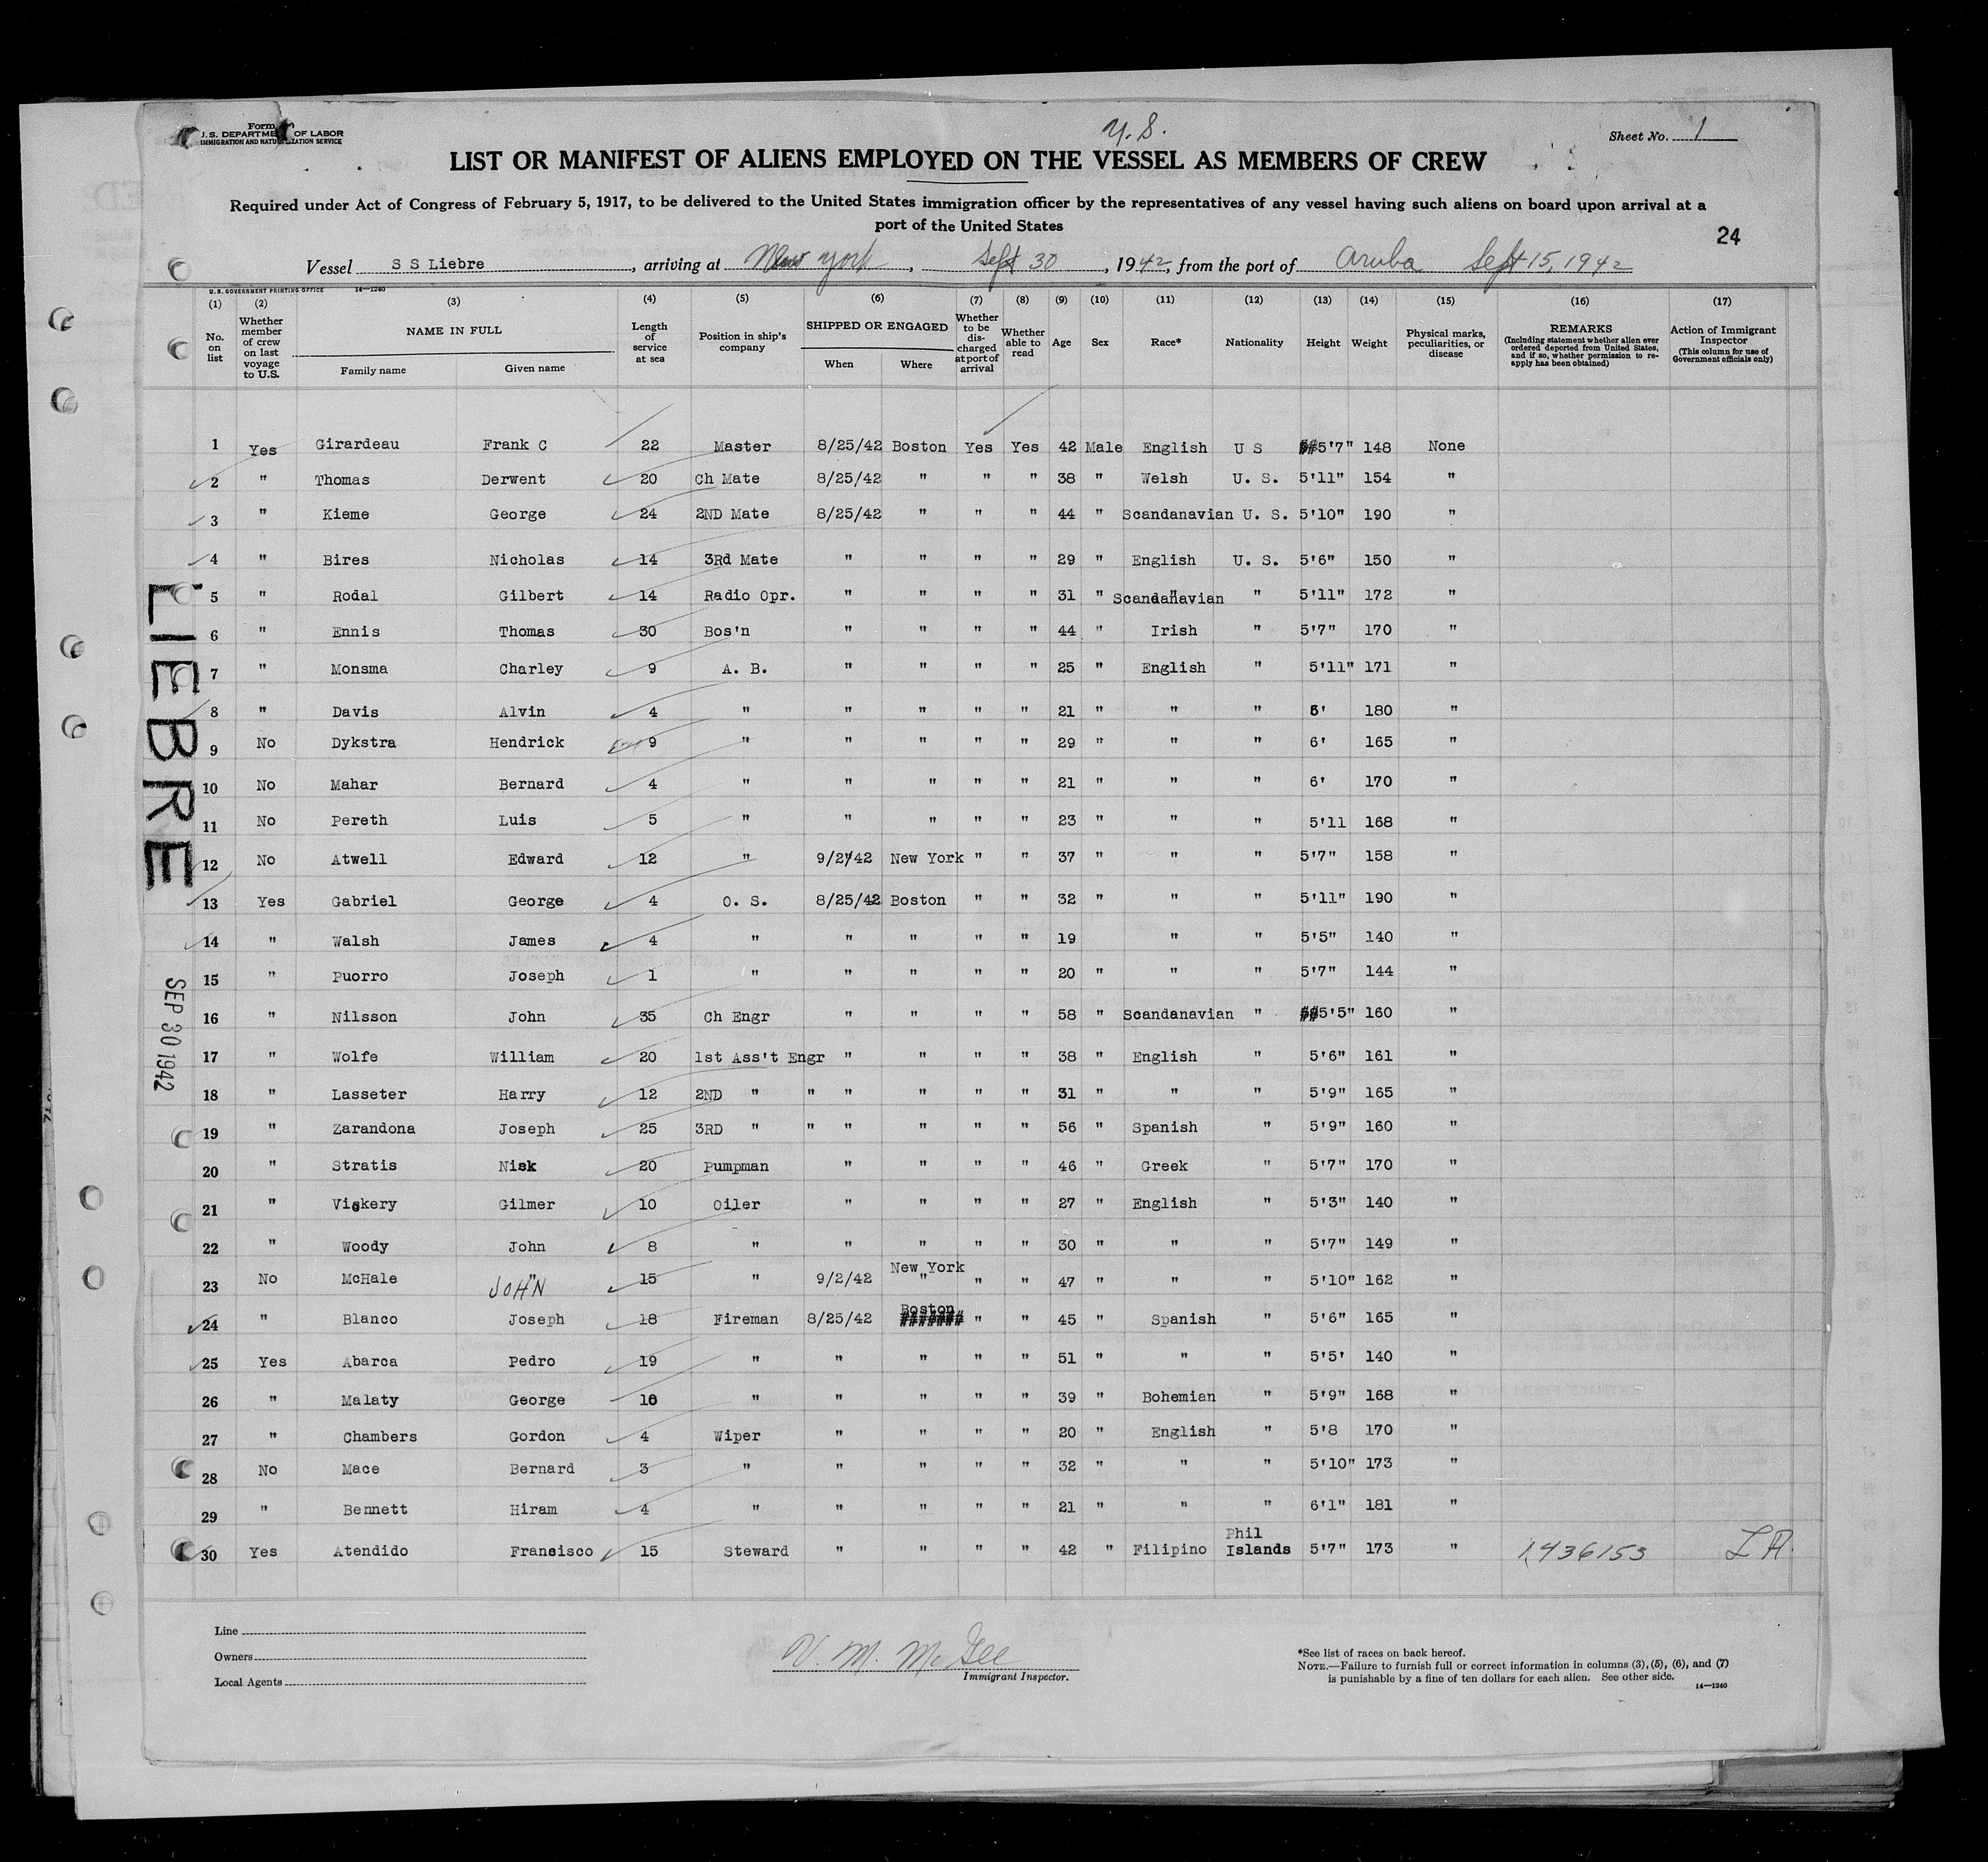 Form
U.S. DEPARTMENT OF LABOR
IMMIGRATION AND NATURALIZATION SERVICE
U.S.
Sheet No. 1
LIST OR MANIFEST OF ALIENS EMPLOYED ON THE VESSEL AS MEMBERS OF CREW
Required under Act of Congress of February 5, 1917, to be delivered to the United States immigration officer by the representatives of any vessel having such aliens on board upon arrival at a
port of the United States
24
Vessel S S Liebre, arriving at New York, Sept 30, 1942, from the port of Aruba Sept 15, 1942
U.S. GOVERNMENT PRINTING OFFICE 14—1240
(1) (2) (3) (4) (5) (6) (7) (8) (9) (10) (11) (12) (13) (14) (15) (16) (17)
No. on list
Whether member of crew on last voyage to U.S.
NAME IN FULL
Family name Given name
Length of service at sea
Position in ship's company
SHIPPED OR ENGAGED
When Where
Whether to be discharged at port of arrival
Whether able to read
Age
Sex
Race*
Nationality
Height
Weight
Physical marks, peculiarities, or disease
REMARKS
(Including statement whether alien ever ordered deported from United States, and if so, whether permission to reapply has been obtained)
Action of Immigrant Inspector
(This column for use of Government officials only)
1 Yes Girardeau Frank C 22 Master 8/25/42 Boston Yes Yes 42 Male English U S 5'7" 148 None
2 " Thomas Derwent 20 Ch Mate 8/25/42 " " " 38 " Welsh U. S. 5'11" 154 "
3 " Kieme George 24 2ND Mate 8/25/42 " " " 44 " Scandanavian U. S. 5'10" 190 "
4 " Bires Nicholas 14 3Rd Mate " " " " 29 " English U. S. 5'6" 150 "
5 " Rodal Gilbert 14 Radio Opr. " " " " 31 " Scandanavian " 5'11" 172 "
6 " Ennis Thomas 30 Bos'n " " " " 44 " Irish " 5'7" 170 "
7 " Monsma Charley 9 A. B. " " " " 25 " English " 5'11" 171 "
8 " Davis Alvin 4 " " " " " 21 " " " 6' 180 "
9 No Dykstra Hendrick 9 " " " " " 29 " " " 6' 165 "
10 No Mahar Bernard 4 " " " " " 21 " " " 6' 170 "
11 No Pereth Luis 5 " " " " " 23 " " " 5'11 168 "
12 No Atwell Edward 12 " 9/2/42 New York " " 37 " " " 5'7" 158 "
13 Yes Gabriel George 4 O. S. 8/25/42 Boston " " 32 " " " 5'11" 190 "
14 " Walsh James 4 " " " " " 19 " " 5'5" 140 "
15 " Puorro Joseph 1 " " " " " 20 " " " 5'7" 144 "
16 " Nilsson John 35 Ch Engr " " " " 58 " Scandanavian " 5'5" 160 "
17 " Wolfe William 20 1st Ass't Engr " " " " 38 " English " 5'6" 161 "
18 " Lasseter Harry 12 2ND " " " " " " 31 " " " 5'9" 165 "
19 " Zarandona Joseph 25 3RD " " " " " " 56 " Spanish " 5'9" 160 "
20 " Stratis Nisk 20 Pumpman " " " " 46 " Greek " 5'7" 170 "
21 " Viskery Gilmer 10 Oiler " " " " 27 " English " 5'3" 140 "
22 " Woody John 8 " " " " " 30 " " " 5'7" 149 "
23 No McHale " JOHN 15 " 9/2/42 New York " " " 47 " " " 5'10" 162 "
24 " Blanco Joseph 18 Fireman 8/25/42 Boston " " 45 " Spanish " 5'6" 165 "
25 Yes Abarca Pedro 19 " " " " " 51 " " " 5'5' 140 "
26 " Malaty George " " " " " 39 " Bohemian " 5'9" 168 "
27 " Chambers Gordon 4 Wiper " " " " 20 " English " 5'8 170 "
28 No Mace Bernard 3 " " " " " 32 " " " 5'10" 173 "
29 " Bennett Hiram 4 " " " " " 21 " " " 6'1" 181 "
30 Yes Atendido Fransisco 15 Steward " " " " 42 " Filipino Phil Islands 5'7" 173 " 1,436153
LIEBRE
SEP 30 1942
Line
Owners
Local Agents
V. M. McGee
Immigrant Inspector.
*See list of races on back hereof.
NOTE.—Failure to furnish full or correct information in columns (3), (5), (6), and (7)
is punishable by a fine of ten dollars for each alien. See other side.
14—1240